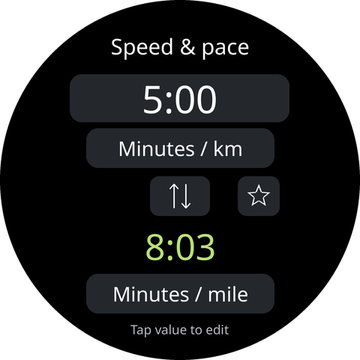 Speed & pace
5:00
Minutes / km
8:03
Minutes / mile
Tap value to edit